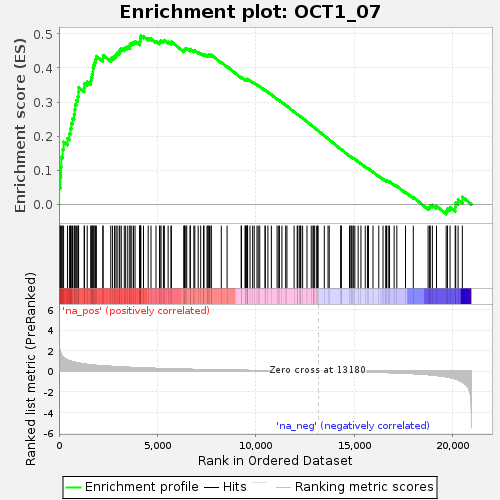 Enrichment plot: OCT1_07
Enrichment score (ES)
0.5
0.4
0.3
0.2
0.1
0.0
'na_pos' (positively correlated)
Ranked list metric (PreRanked)
6
4
2
0
-2
-4
-6
Zero cross at 13180
'na_neg' (negatively correlated)
0
5,000
10,000
15,000
20,000
Rank in Ordered Dataset
Enrichment profile
Hits
Ranking metric scores